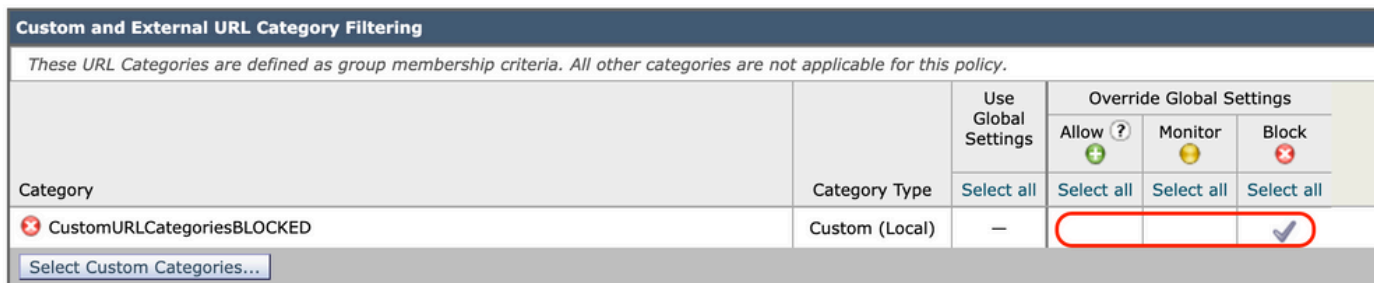 Custom and External URL Category Filtering
These URL Categories are defined as group membership criteria. All other categories are not applicable for this policy.
Use Global Settings
Override Global Settings
Allow ?
Monitor
Block
Category
Category Type
Select all
Select all
Select all
Select all
CustomURLCategoriesBLOCKED
Custom (Local)
—
Select Custom Categories...